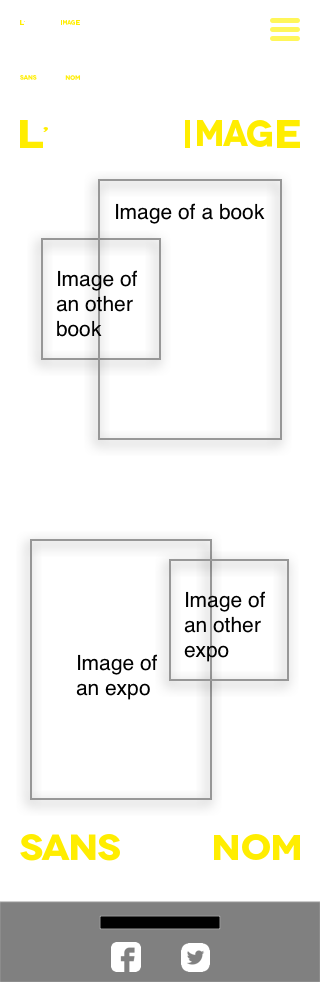 L' IMAGE
SANS NOM
L' IMAGE
Image of a book
Image of
an other
book
Image of
an other
expo
Image of
an expo
SANS NOM